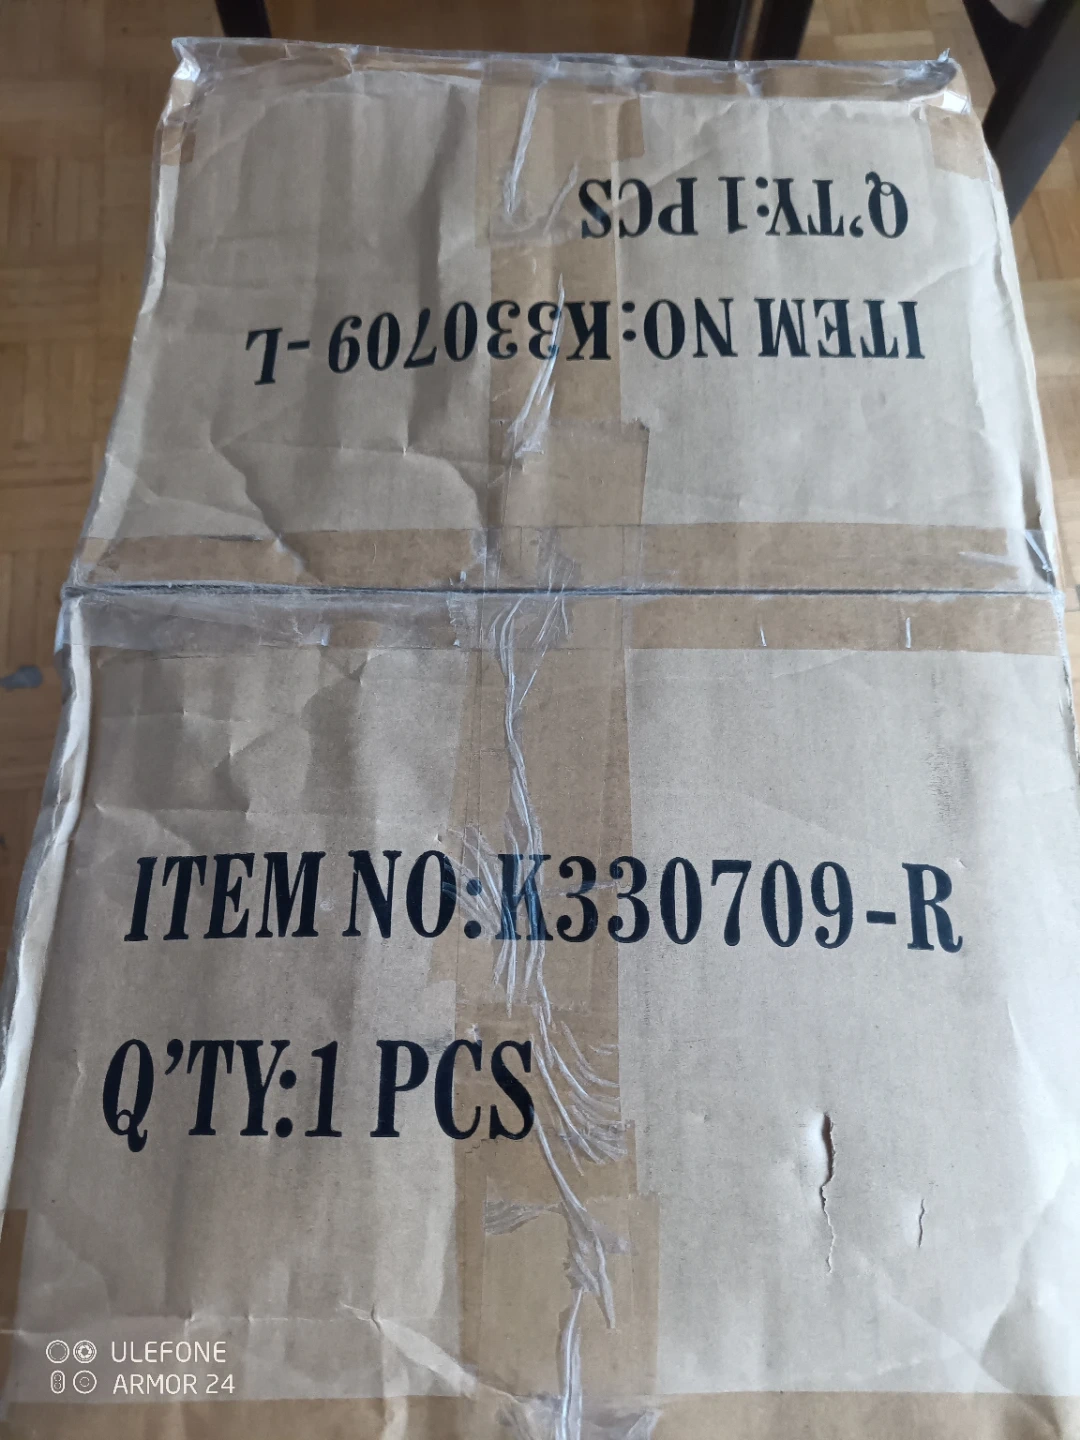 Q'TY:1 PCS
ITEM NO:K330709-L
ITEM NO:K330709-R
Q'TY:1 PCS
ULEFONE
ARMOR 24